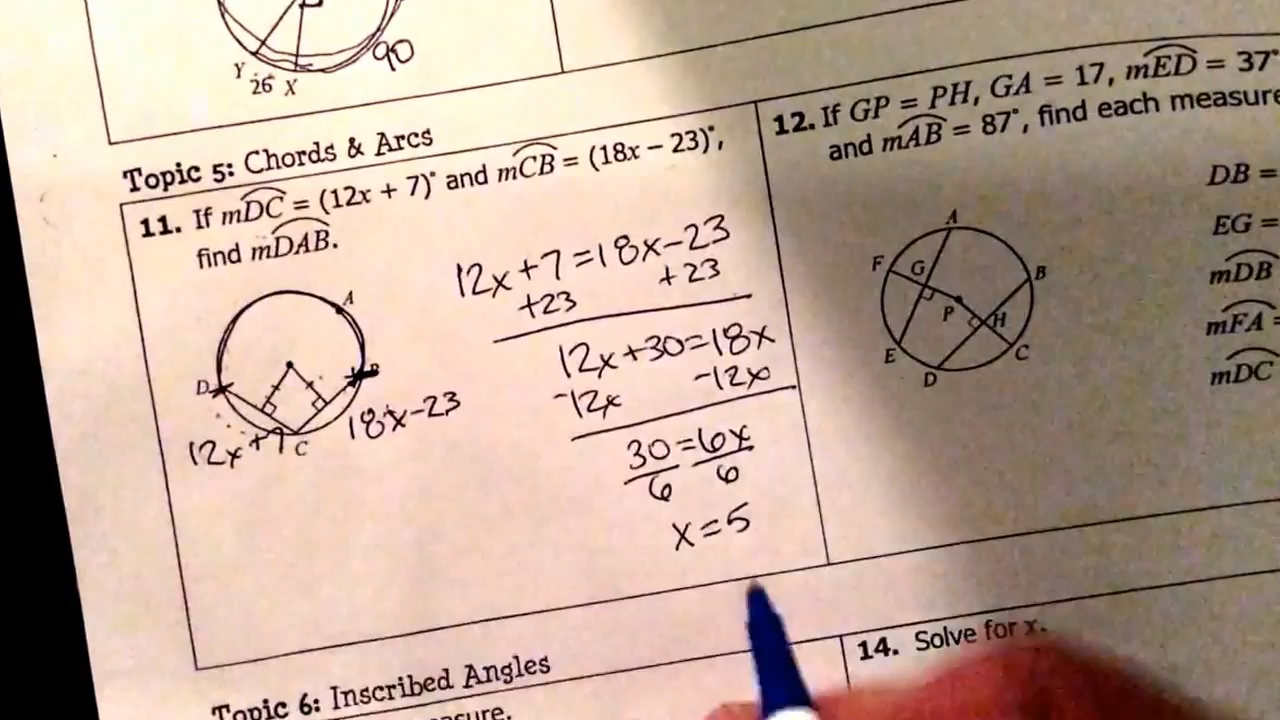 Y 26 X
90
Topic 5: Chords & Arcs
11. If mDC = (12x + 7)° and mCB = (18x − 23)°,
find mDAB.
A
D
B
C
12x+7
18x-23
12x+7=18x-23
+23 +23
12x+30=18x
-12x -12x
30=6x
6 6
x=5
12. If GP = PH, GA = 17, mED = 37°
and mAB = 87°, find each measure
A
F G
B
P H
E
C
D
DB =
EG =
mDB
mFA =
mDC
Topic 6: Inscribed Angles
14. Solve for x.